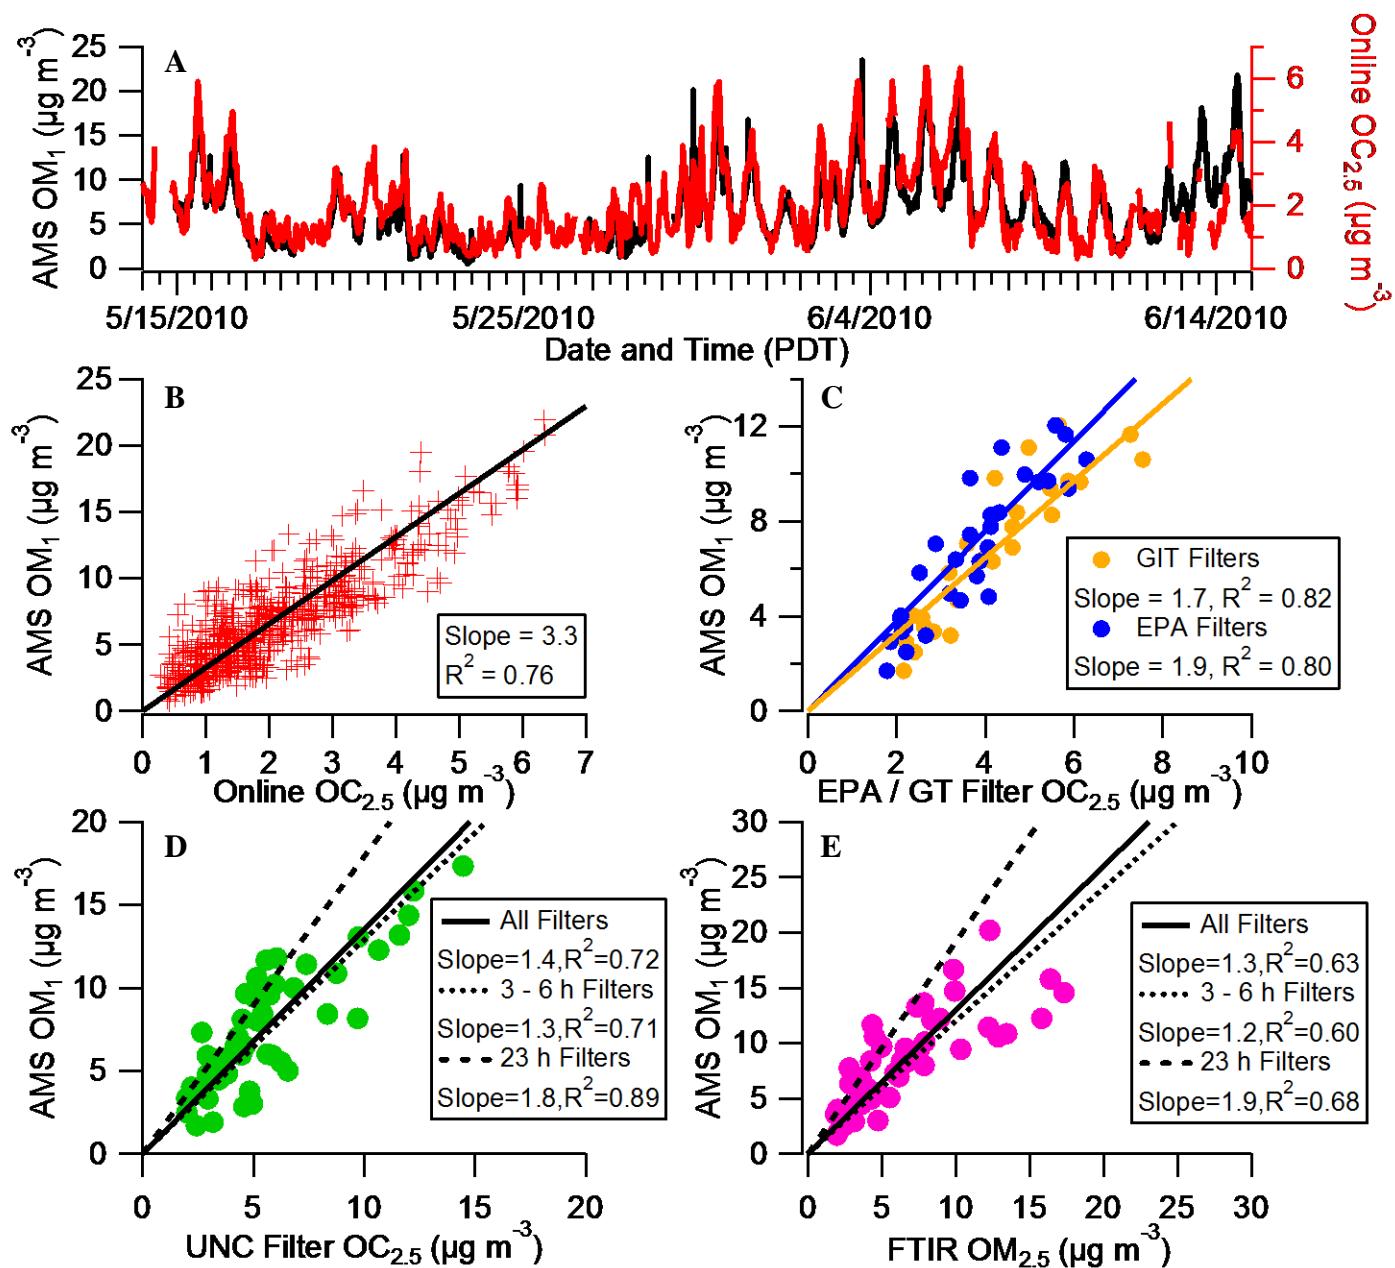 A
AMS OM₁ (µg m⁻³)
25
20
15
10
5
0
Online OC₂.₅ (µg m⁻³)
6
4
2
0
5/15/2010 5/25/2010 6/4/2010 6/14/2010
Date and Time (PDT)
B
AMS OM₁ (µg m⁻³)
25
20
15
10
5
0
Slope = 3.3
R² = 0.76
0 1 2 3 4 5 6 7
Online OC₂.₅ (µg m⁻³)
C
AMS OM₁ (µg m⁻³)
12
8
4
0
GIT Filters
Slope = 1.7, R² = 0.82
EPA Filters
Slope = 1.9, R² = 0.80
0 2 4 6 8 10
EPA / GT Filter OC₂.₅ (µg m⁻³)
D
AMS OM₁ (µg m⁻³)
20
15
10
5
0
All Filters
Slope=1.4,R²=0.72
3 - 6 h Filters
Slope=1.3,R²=0.71
23 h Filters
Slope=1.8,R²=0.89
0 5 10 15 20
UNC Filter OC₂.₅ (µg m⁻³)
E
AMS OM₁ (µg m⁻³)
30
25
20
15
10
5
0
All Filters
Slope=1.3,R²=0.63
3 - 6 h Filters
Slope=1.2,R²=0.60
23 h Filters
Slope=1.9,R²=0.68
0 5 10 15 20 25 30
FTIR OM₂.₅ (µg m⁻³)